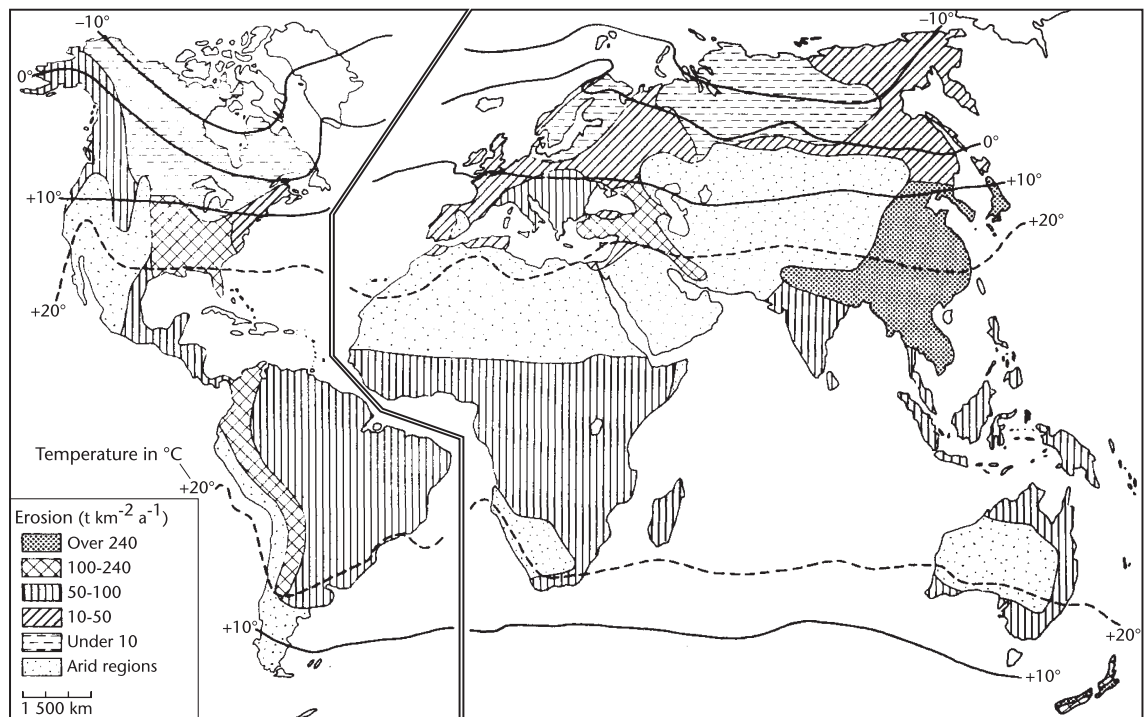 −10°
−10°
0°
0°
+10°
+10°
+20°
+20°
Temperature in °C
+20°
Erosion (t km⁻² a⁻¹)
Over 240
100-240
50-100
10-50
Under 10
Arid regions
1 500 km
+10°
+20°
+10°